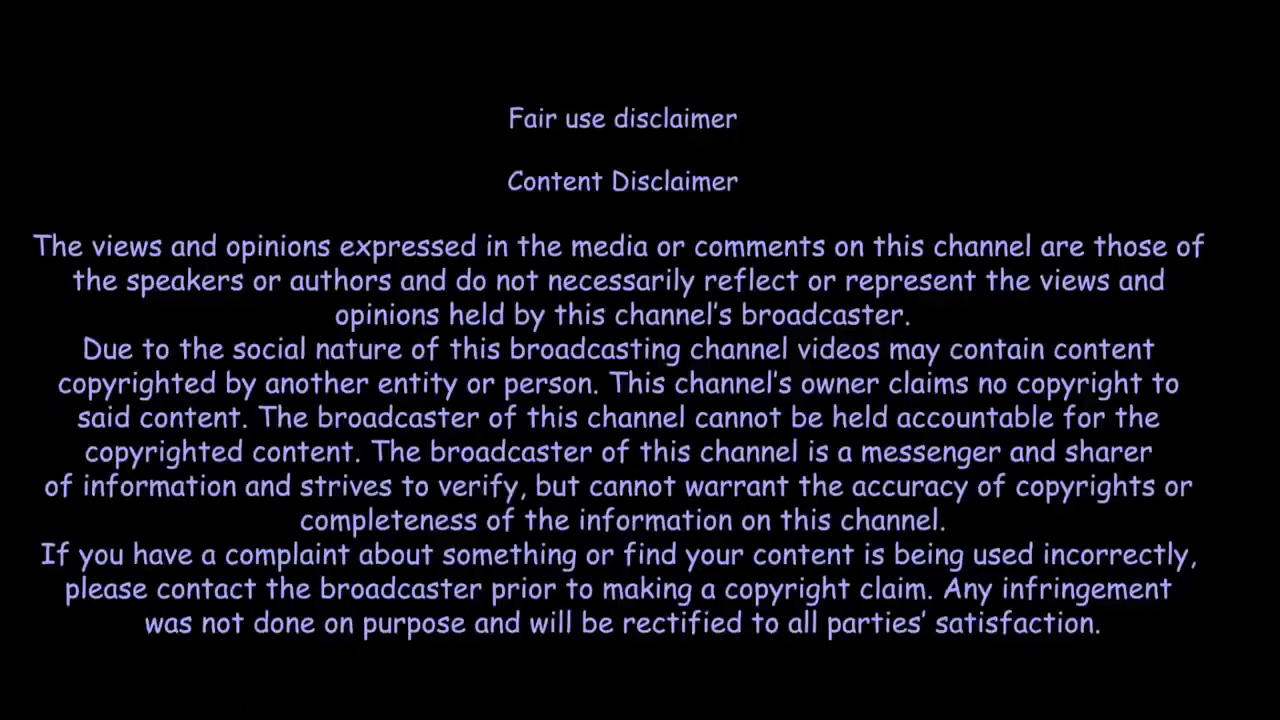 Fair use disclaimer
Content Disclaimer
The views and opinions expressed in the media or comments on this channel are those of
the speakers or authors and do not necessarily reflect or represent the views and
opinions held by this channel's broadcaster.
Due to the social nature of this broadcasting channel videos may contain content
copyrighted by another entity or person. This channel's owner claims no copyright to
said content. The broadcaster of this channel cannot be held accountable for the
copyrighted content. The broadcaster of this channel is a messenger and sharer
of information and strives to verify, but cannot warrant the accuracy of copyrights or
completeness of the information on this channel.
If you have a complaint about something or find your content is being used incorrectly,
please contact the broadcaster prior to making a copyright claim. Any infringement
was not done on purpose and will be rectified to all parties’ satisfaction.